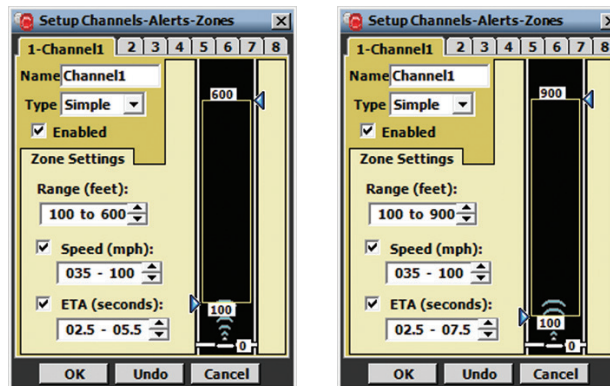 Setup Channels-Alerts-Zones
1-Channel1 2 3 4 5 6 7 8
Name Channel1
Type Simple
Enabled
Zone Settings
Range (feet):
100 to 600
Speed (mph):
035 - 100
ETA (seconds):
02.5 - 05.5
600
100
0
OK Undo Cancel
Setup Channels-Alerts-Zones
1-Channel1 2 3 4 5 6 7 8
Name Channel1
Type Simple
Enabled
Zone Settings
Range (feet):
100 to 900
Speed (mph):
035 - 100
ETA (seconds):
02.5 - 07.5
900
100
0
OK Undo Cancel